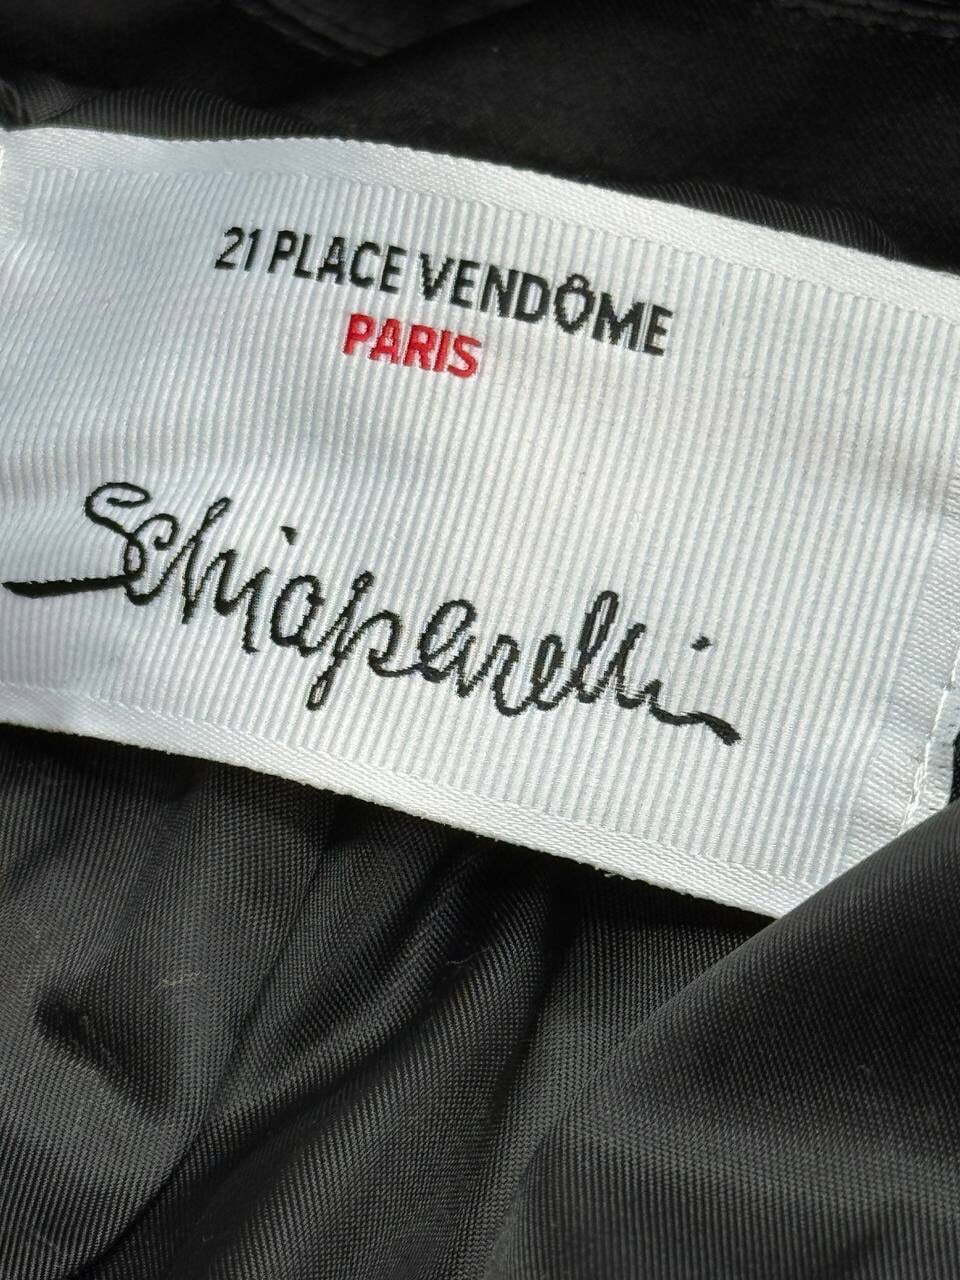 21 PLACE VENDÔME
PARIS
Schiaparelli